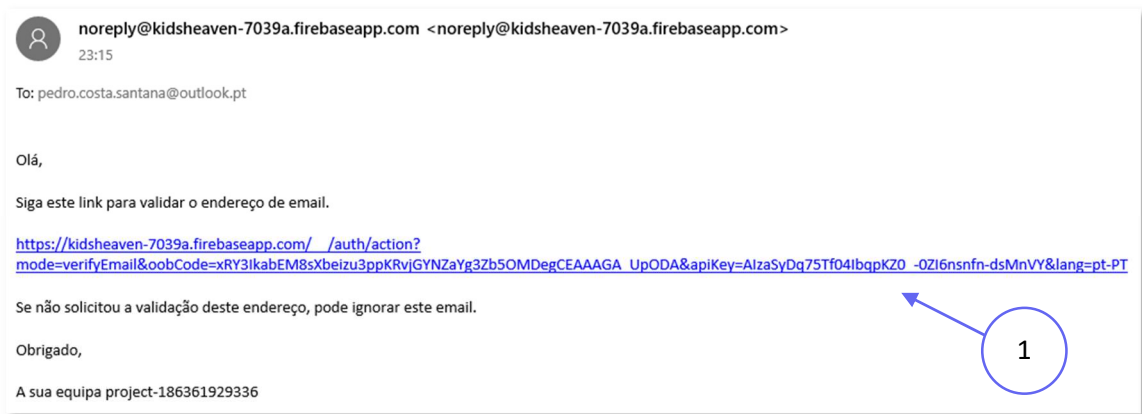 noreply@kidsheaven-7039a.firebaseapp.com <noreply@kidsheaven-7039a.firebaseapp.com>
23:15
To: pedro.costa.santana@outlook.pt
Olá,
Siga este link para validar o endereço de email.
https://kidsheaven-7039a.firebaseapp.com/__/auth/action?
mode=verifyEmail&oobCode=xRY3IkabEM8sXbeizu3ppKRvjGYNZaYg3Zb5OMDegCEAAAGA_UpODA&apiKey=AIzaSyDq75Tf04IbqpKZ0_-0ZI6nsnfn-dsMnVY&lang=pt-PT
Se não solicitou a validação deste endereço, pode ignorar este email.
1
Obrigado,
A sua equipa project-186361929336